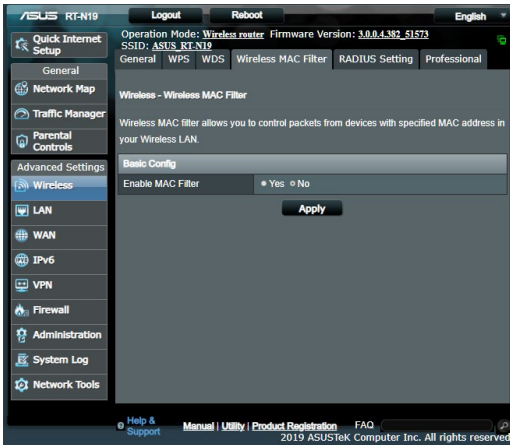 ASUS RT-N19 Logout Reboot English
Quick Internet Setup
Operation Mode: Wireless router Firmware Version: 3.0.0.4.382_51573
SSID: ASUS_RT-N19
General WPS WDS Wireless MAC Filter RADIUS Setting Professional
General
Network Map
Traffic Manager
Parental Controls
Advanced Settings
Wireless
LAN
WAN
IPv6
VPN
Firewall
Administration
System Log
Network Tools
Wireless - Wireless MAC Filter
Wireless MAC filter allows you to control packets from devices with specified MAC address in
your Wireless LAN.
Basic Config
Enable MAC Filter Yes No
Apply
Help & Support Manual | Utility | Product Registration FAQ
2019 ASUSTeK Computer Inc. All rights reserved